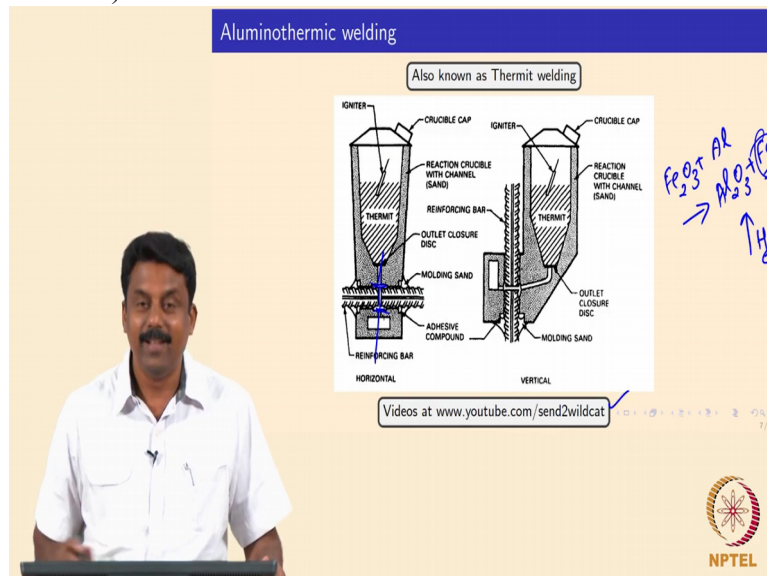 Aluminothermic welding
Also known as Thermit welding
IGNITER
CRUCIBLE CAP
REACTION CRUCIBLE
WITH CHANNEL
(SAND)
THERMIT
OUTLET CLOSURE
DISC
MOLDING SAND
ADHESIVE
COMPOUND
REINFORCING BAR
HORIZONTAL
IGNITER
CRUCIBLE CAP
REACTION
CRUCIBLE
WITH CHANNEL
(SAND)
REINFORCING BAR
THERMIT
OUTLET
CLOSURE
DISC
MOLDING SAND
VERTICAL
Fe2O3 + Al
→ Al2O3 +
Videos at www.youtube.com/send2wildcat
NPTEL